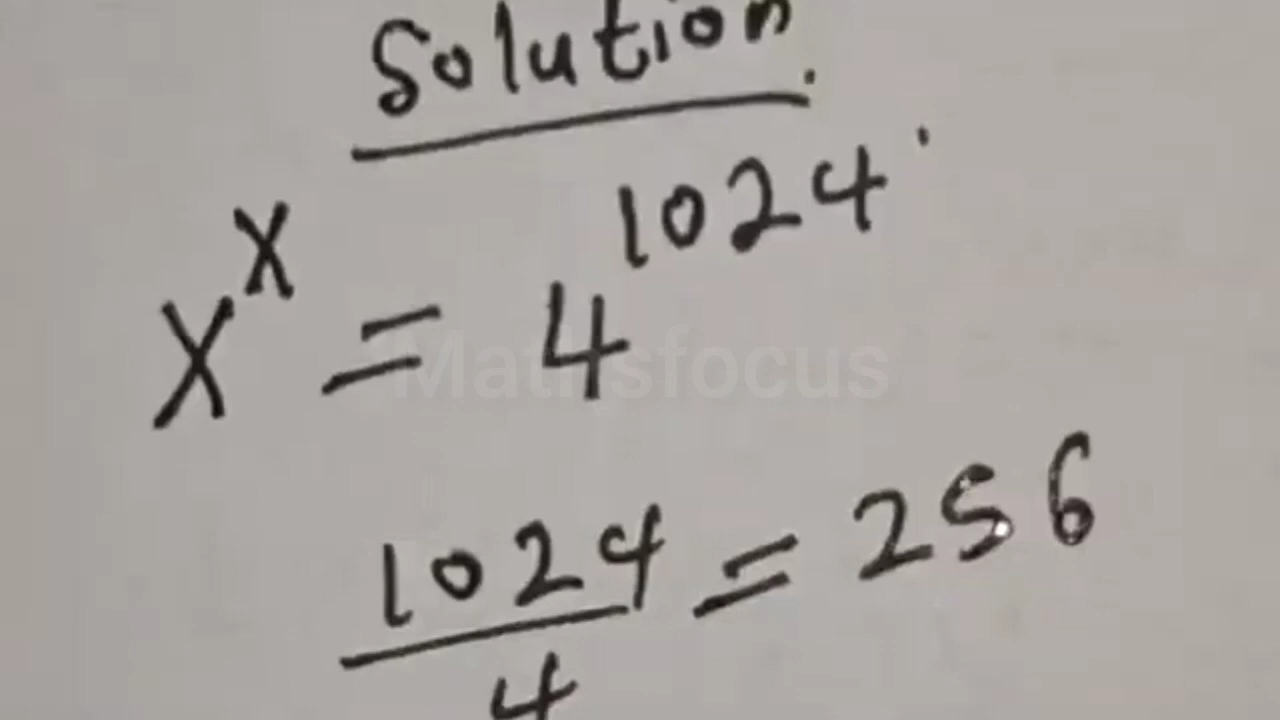 Solution
X^X = 4^1024
Mathsfocus
1024/4 = 256